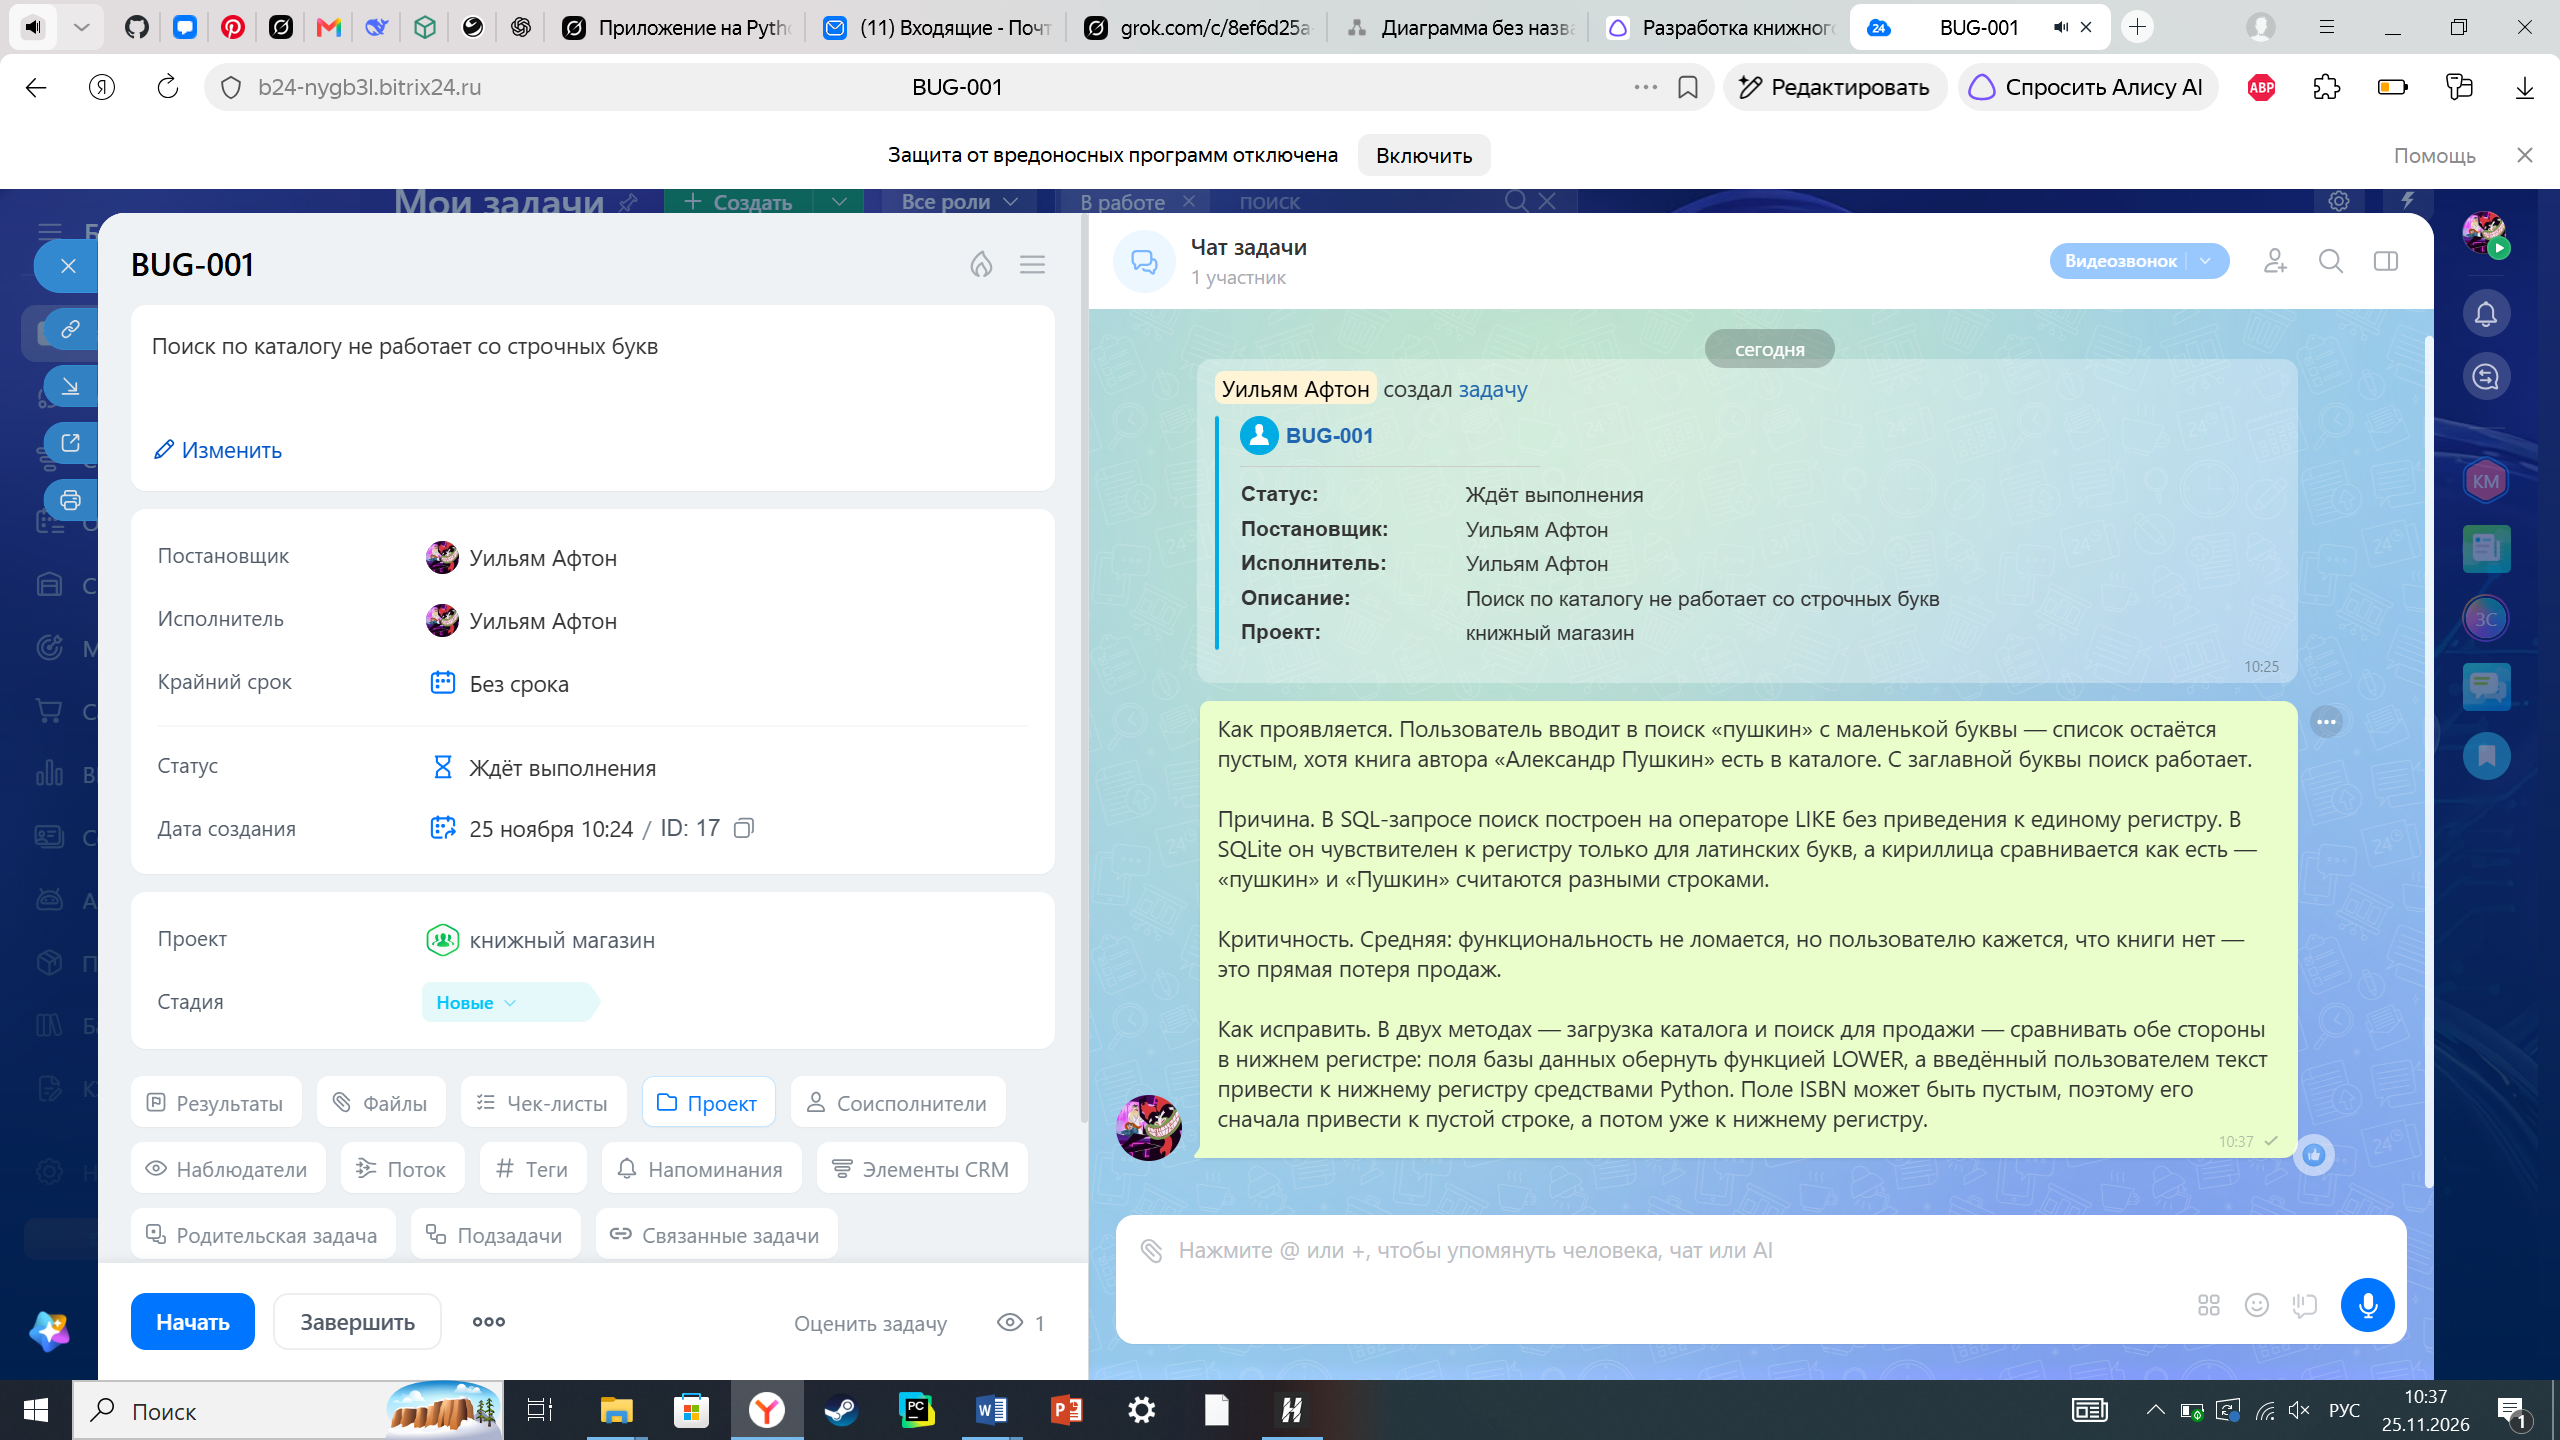 Приложение на Pyth
(11) Входящие - Почт
grok.com/c/8ef6d25a
Диаграмма без назва
Разработка книжног
24
BUG-001
b24-nygb3l.bitrix24.ru
BUG-001
Редактировать
Спросить Алису AI
ABP
Защита от вредоносных программ отключена
Включить
Помощь
Мои задачи
Создать
Все роли
В работе
поиск
BUG-001
Поиск по каталогу не работает со строчных букв
Изменить
Постановщик
Уильям Афтон
Исполнитель
Уильям Афтон
Крайний срок
Без срока
Статус
Ждёт выполнения
Дата создания
25 ноября 10:24 / ID: 17
Проект
книжный магазин
Стадия
Новые
Результаты
Файлы
Чек-листы
Проект
Соисполнители
Наблюдатели
Поток
Теги
Напоминания
Элементы CRM
Родительская задача
Подзадачи
Связанные задачи
Начать
Завершить
Оценить задачу
1
Чат задачи
1 участник
Видеозвонок
сегодня
Уильям Афтон создал задачу
BUG-001
Статус: Ждёт выполнения
Постановщик: Уильям Афтон
Исполнитель: Уильям Афтон
Описание: Поиск по каталогу не работает со строчных букв
Проект: книжный магазин
10:25
Как проявляется. Пользователь вводит в поиск «пушкин» с маленькой буквы — список остаётся
пустым, хотя книга автора «Александр Пушкин» есть в каталоге. С заглавной буквы поиск работает.
Причина. В SQL-запросе поиск построен на операторе LIKE без приведения к единому регистру. В
SQLite он чувствителен к регистру только для латинских букв, а кириллица сравнивается как есть —
«пушкин» и «Пушкин» считаются разными строками.
Критичность. Средняя: функциональность не ломается, но пользователю кажется, что книги нет —
это прямая потеря продаж.
Как исправить. В двух методах — загрузка каталога и поиск для продажи — сравнивать обе стороны
в нижнем регистре: поля базы данных обернуть функцией LOWER, а введённый пользователем текст
привести к нижнему регистру средствами Python. Поле ISBN может быть пустым, поэтому его
сначала привести к пустой строке, а потом уже к нижнему регистру.
10:37
Нажмите @ или +, чтобы упомянуть человека, чат или AI
КМ
ЗС
Поиск
РУС
10:37
25.11.2026
1